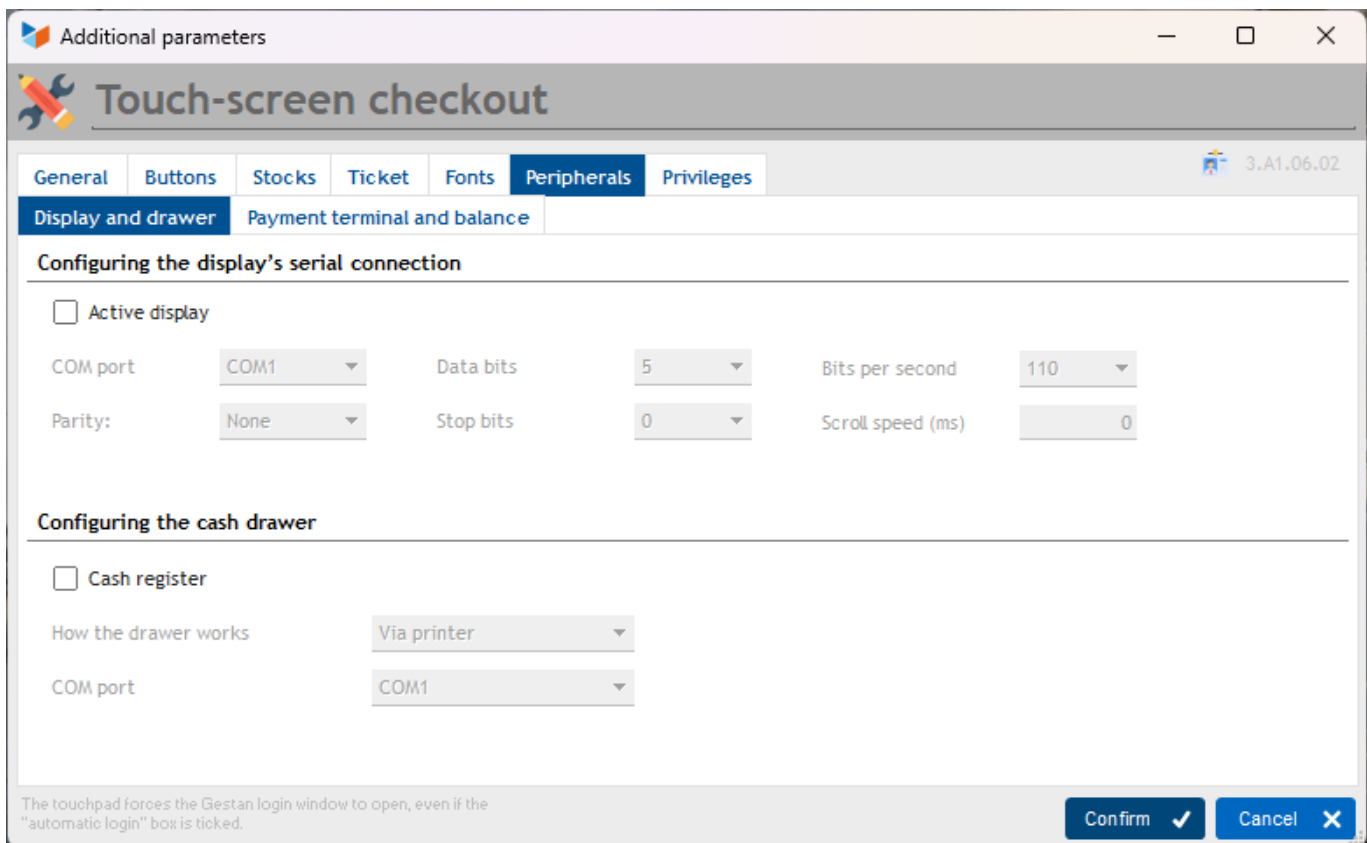 Additional parameters
Touch-screen checkout
General Buttons Stocks Ticket Fonts Peripherals Privileges 3.A1.06.02
Display and drawer Payment terminal and balance
Configuring the display's serial connection
Active display
COM port COM1 Data bits 5 Bits per second 110
Parity: None Stop bits 0 Scroll speed (ms) 0
Configuring the cash drawer
Cash register
How the drawer works Via printer
COM port COM1
The touchpad forces the Gestan login window to open, even if the
"automatic login" box is ticked.
Confirm Cancel